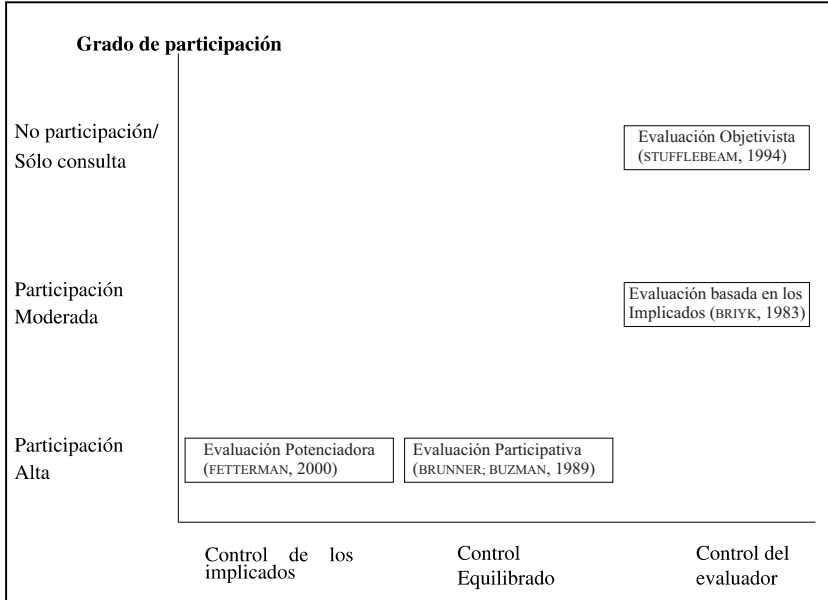 Grado de participación
No participación/
Sólo consulta
Evaluación Objetivista
(STUFFLEBEAM, 1994)
Participación
Moderada
Evaluación basada en los
Implicados (BRIYK, 1983)
Participación
Alta
Evaluación Potenciadora
(FETTERMAN, 2000)
Evaluación Participativa
(BRUNNER; BUZMAN, 1989)
Control de los
implicados
Control
Equilibrado
Control del
evaluador